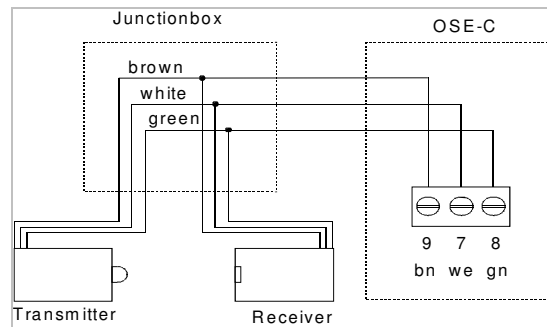 Junctionbox
OSE-C
brown
white
green
9 7 8
bn we gn
Transmitter
Receiver